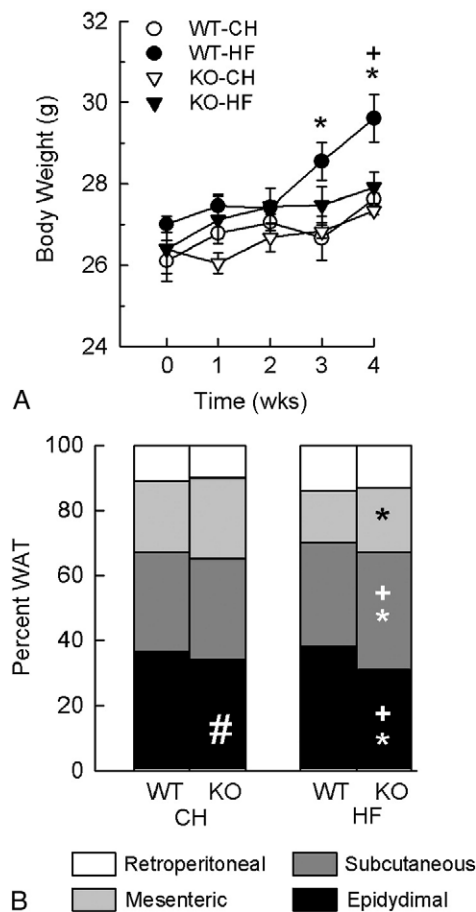 32
30
28
26
24
Body Weight (g)
WT-CH
WT-HF
KO-CH
KO-HF
*
+
*
0 1 2 3 4
Time (wks)
A
100
80
60
40
20
0
Percent WAT
#
*
+
*
+
*
WT KO WT KO
CH HF
Retroperitoneal Subcutaneous
Mesenteric Epidydimal
B